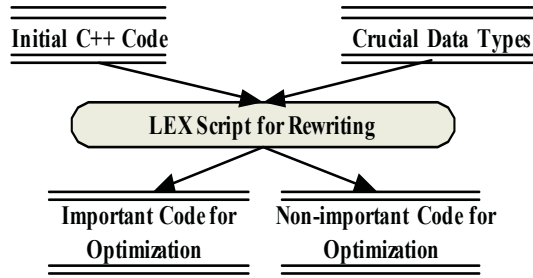 Initial C++ Code
Crucial Data Types
LEX Script for Rewriting
Important Code for
Optimization
Non-important Code for
Optimization